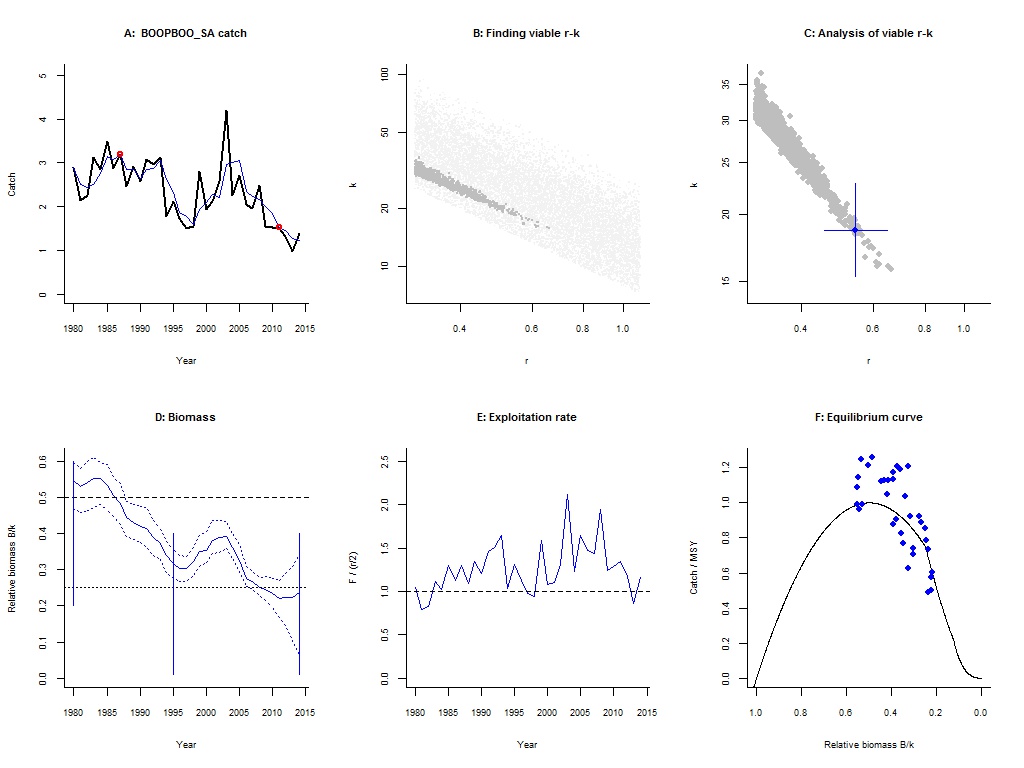 A: BOOPBOO_SA catch
B: Finding viable r-k
C: Analysis of viable r-k
Catch
0 1 2 3 4 5
1980 1985 1990 1995 2000 2005 2010 2015
Year
k
10 20 50 100
0.4 0.6 0.8 1.0
r
k
15 20 25 30 35
0.4 0.6 0.8 1.0
r
D: Biomass
E: Exploitation rate
F: Equilibrium curve
Relative biomass B/k
0.0 0.1 0.2 0.3 0.4 0.5 0.6
1980 1985 1990 1995 2000 2005 2010 2015
Year
F / (r/2)
0.0 0.5 1.0 1.5 2.0 2.5
1980 1985 1990 1995 2000 2005 2010 2015
Year
Catch / MSY
0.0 0.2 0.4 0.6 0.8 1.0 1.2
1.0 0.8 0.6 0.4 0.2 0.0
Relative biomass B/k